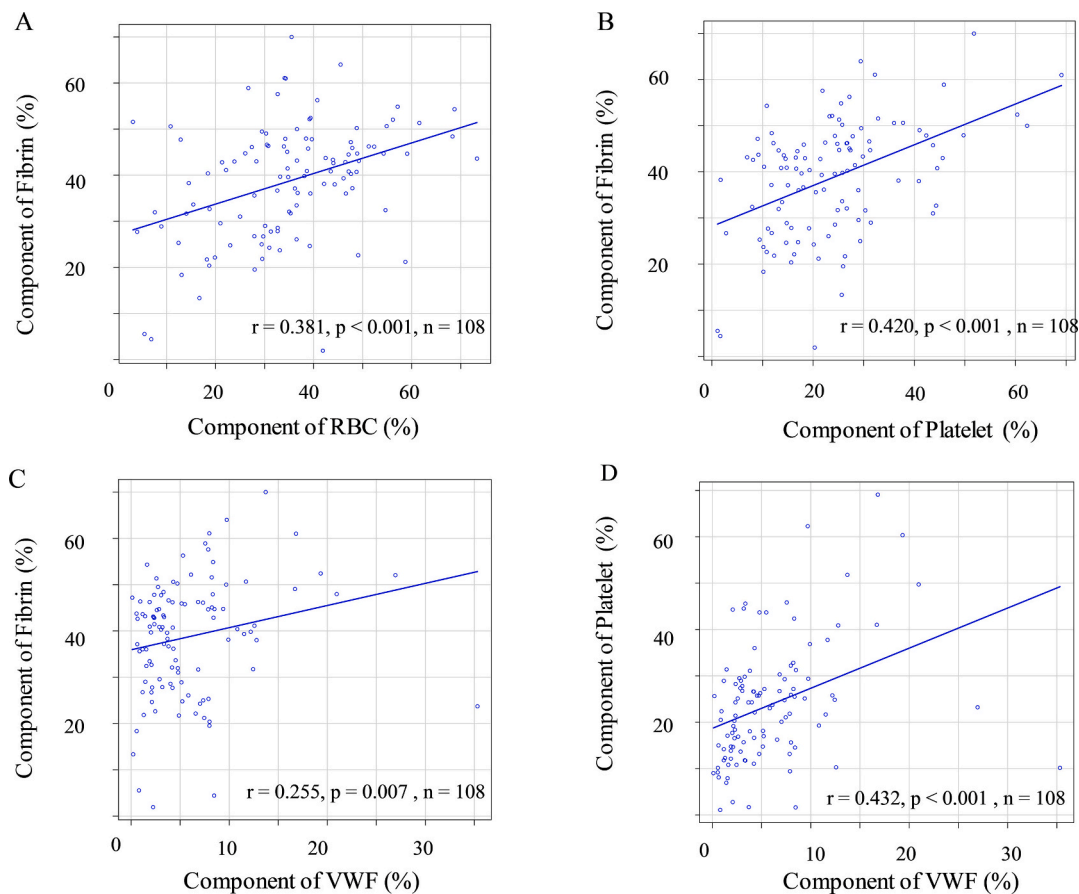 A
Component of Fibrin (%)
60
40
20
0
20
40
60
r = 0.381, p < 0.001, n = 108
Component of RBC (%)
B
Component of Fibrin (%)
60
40
20
0
20
40
60
r = 0.420, p < 0.001 , n = 108
Component of Platelet (%)
C
Component of Fibrin (%)
60
40
20
0
10
20
30
r = 0.255, p = 0.007 , n = 108
Component of VWF (%)
D
Component of Platelet (%)
60
40
20
0
10
20
30
r = 0.432, p < 0.001 , n = 108
Component of VWF (%)